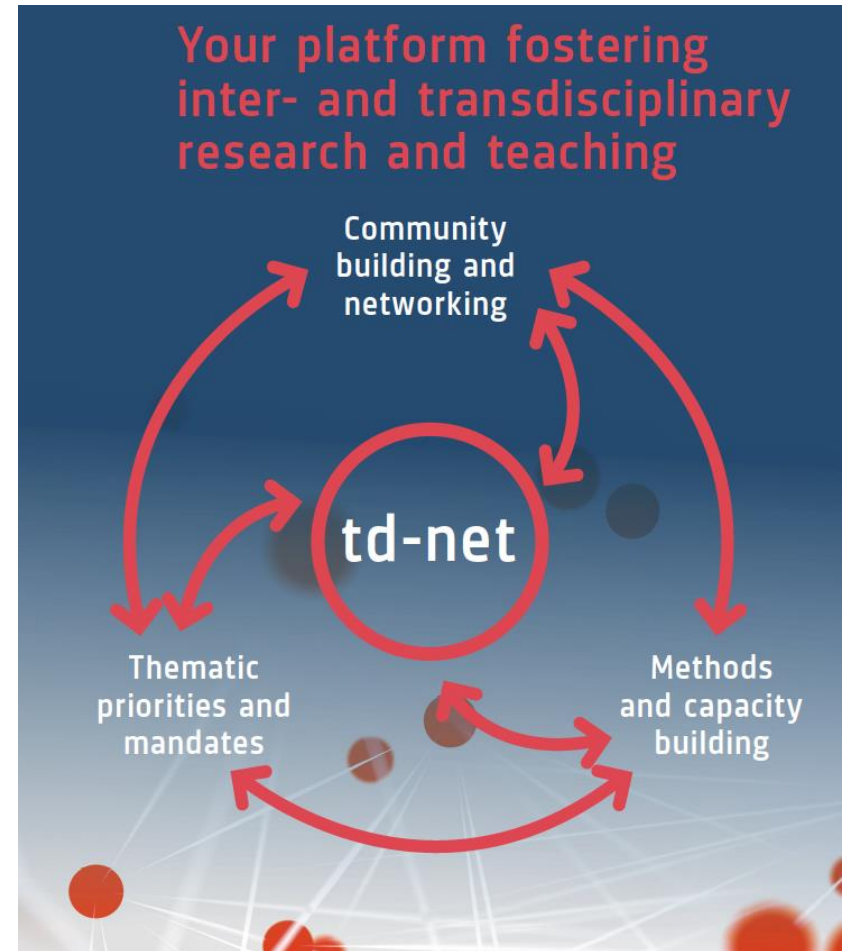 Your platform fostering
inter- and transdisciplinary
research and teaching
Community
building and
networking
td-net
Thematic
priorities and
mandates
Methods
and capacity
building